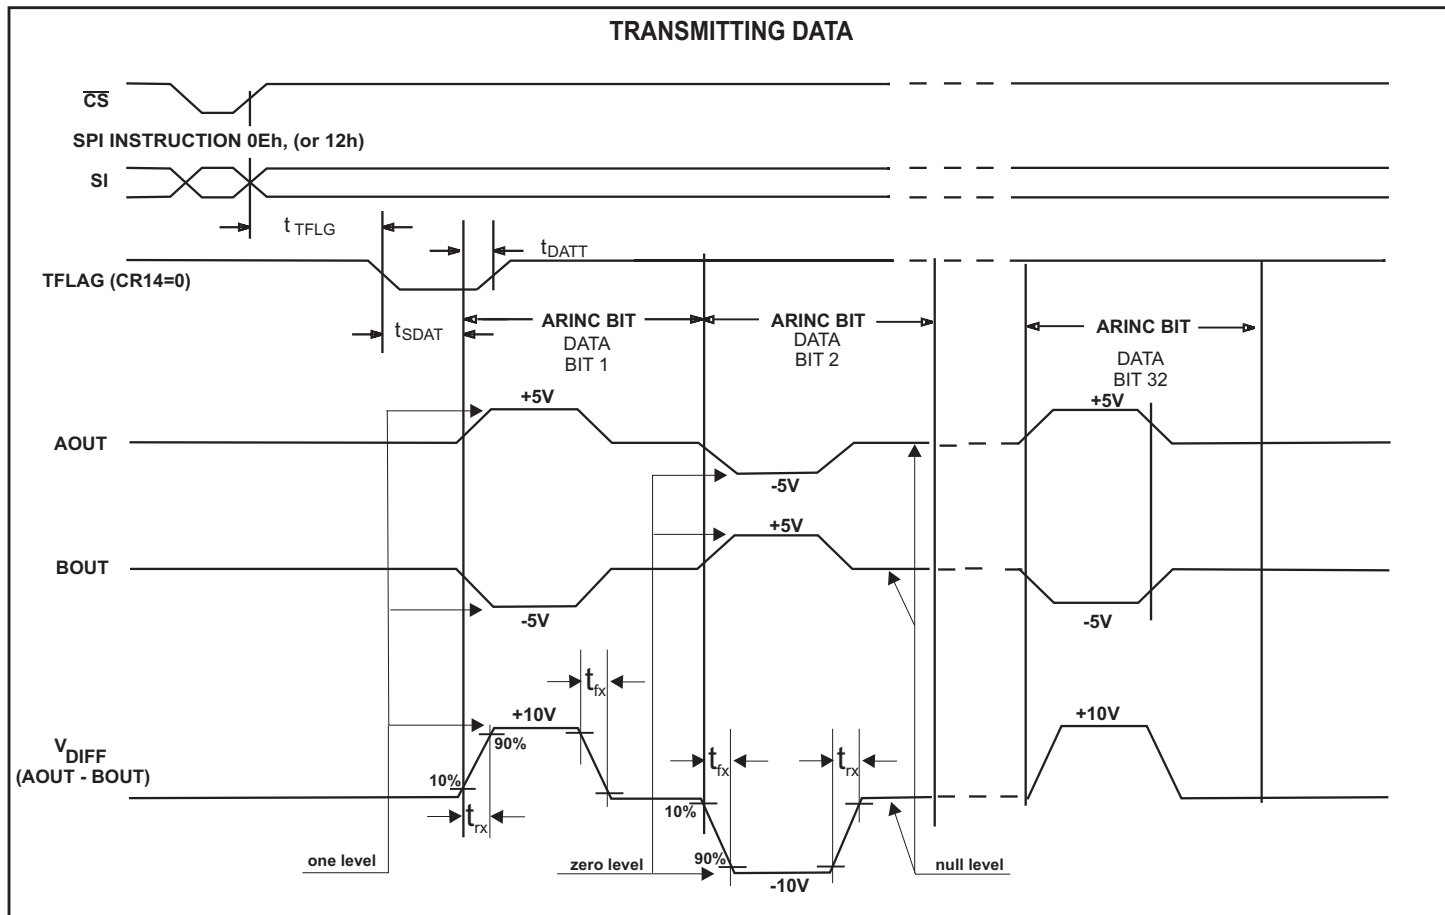 TRANSMITTING DATA
CS
SPI INSTRUCTION 0Eh, (or 12h)
SI
t TFLG
tDATT
TFLAG (CR14=0)
tSDAT
ARINC BIT
DATA
BIT 1
ARINC BIT
DATA
BIT 2
ARINC BIT
DATA
BIT 32
+5V
+5V
AOUT
-5V
+5V
BOUT
-5V
-5V
tfx
+10V
+10V
VDIFF
(AOUT - BOUT)
90%
10%
trx
tfx
trx
10%
90%
-10V
one level
zero level
null level